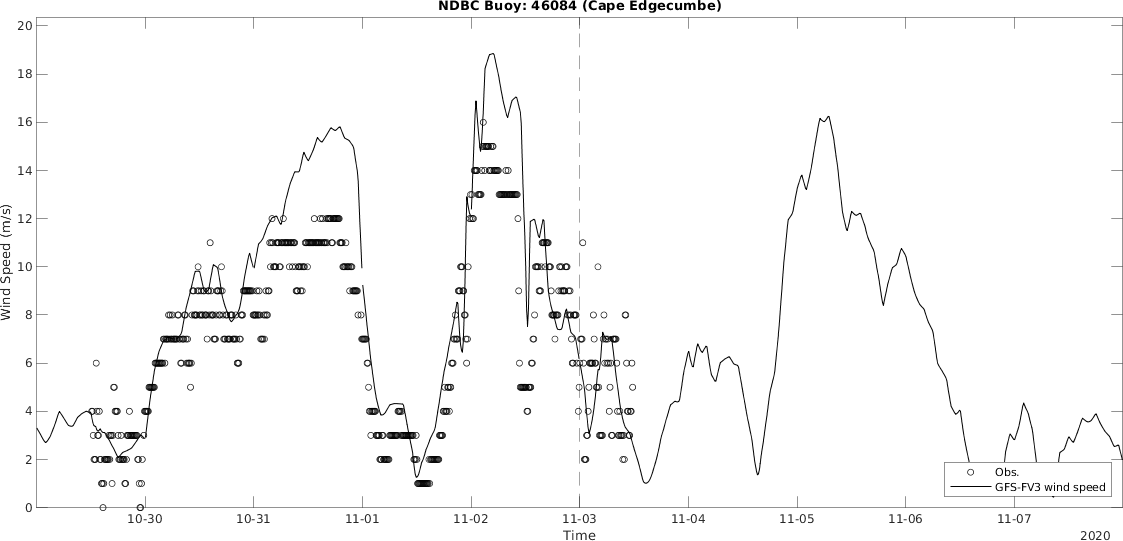 NDBC Buoy: 46084 (Cape Edgecumbe)
20
18
16
14
12
10
8
6
4
2
0
Wind Speed (m/s)
10-30 10-31 11-01 11-02 11-03 11-04 11-05 11-06 11-07
Time
2020
Obs.
GFS-FV3 wind speed